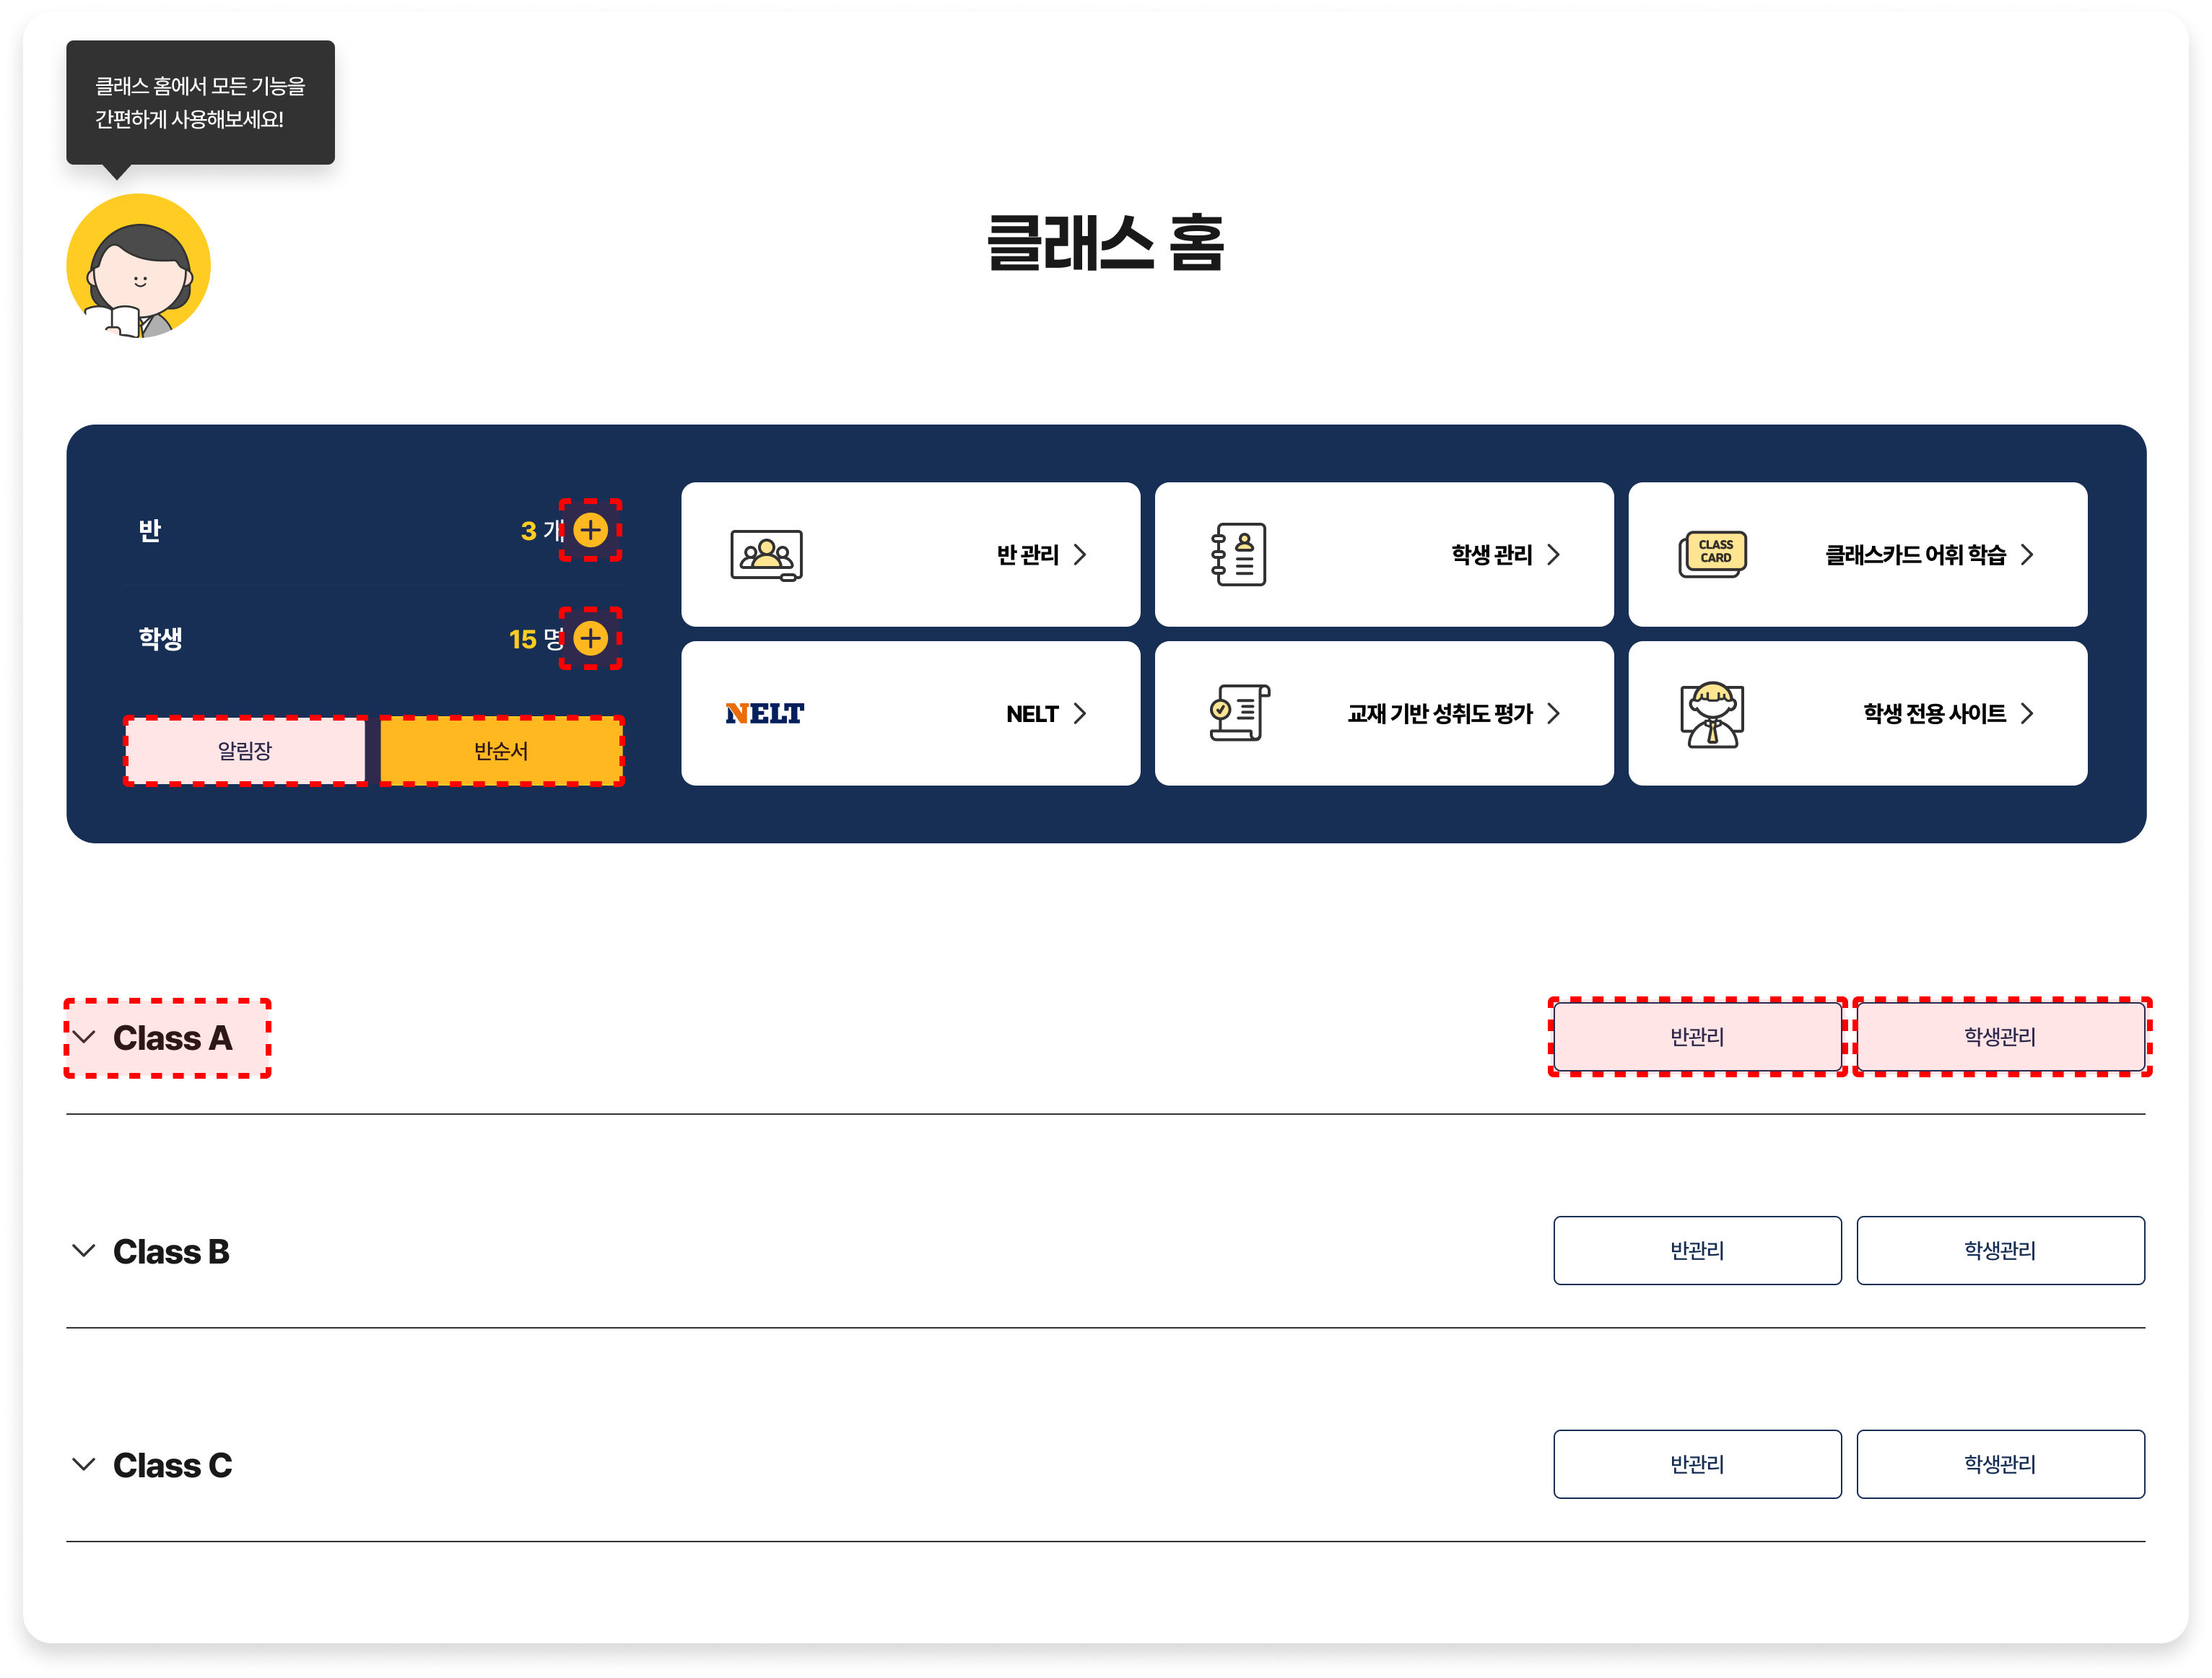 클래스 홈에서 모든 기능을
간편하게 사용해보세요!
클래스 홈
반
3 개
학생
15 명
알림장
반순서
반 관리
학생 관리
CLASS
CARD
클래스카드 어휘 학습
NELT
NELT
교재 기반 성취도 평가
학생 전용 사이트
Class A
반관리
학생관리
Class B
반관리
학생관리
Class C
반관리
학생관리